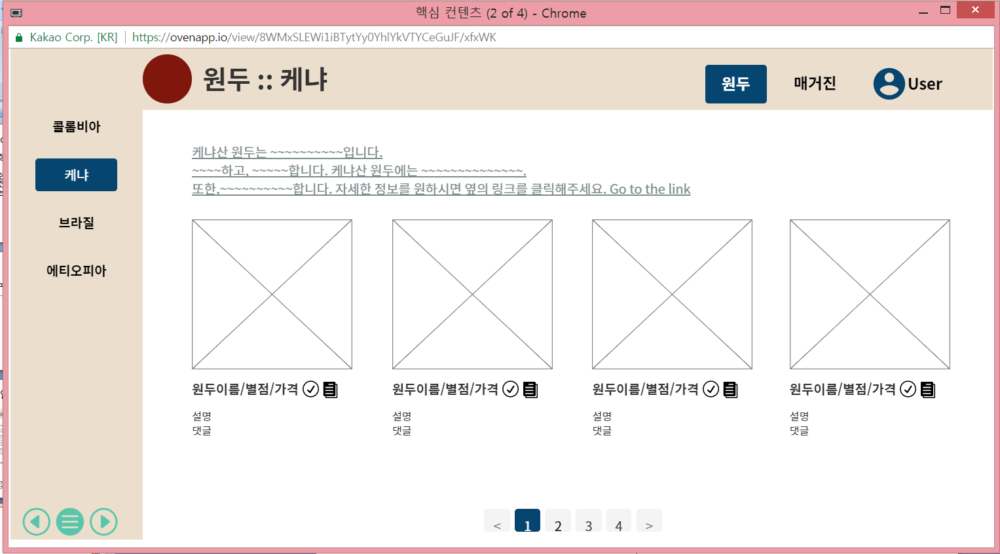 핵심 컨텐츠 (2 of 4) - Chrome
Kakao Corp. [KR] https://ovenapp.io/view/8WMxSLEWi1iBTytYy0YhlYkVTYCeGuJF/xfxWK
원두 :: 케냐
원두 매거진 User
콜롬비아
케냐
브라질
에티오피아
케냐산 원두는 ~~~~~~~~~~입니다.
~~~~하고, ~~~~~합니다. 케냐산 원두에는 ~~~~~~~~~~~~~~.
또한,~~~~~~~~~~합니다. 자세한 정보를 원하시면 옆의 링크를 클릭해주세요. Go to the link
원두이름/별점/가격
설명
댓글
원두이름/별점/가격
설명
댓글
원두이름/별점/가격
설명
댓글
원두이름/별점/가격
설명
댓글
< 1 2 3 4 >